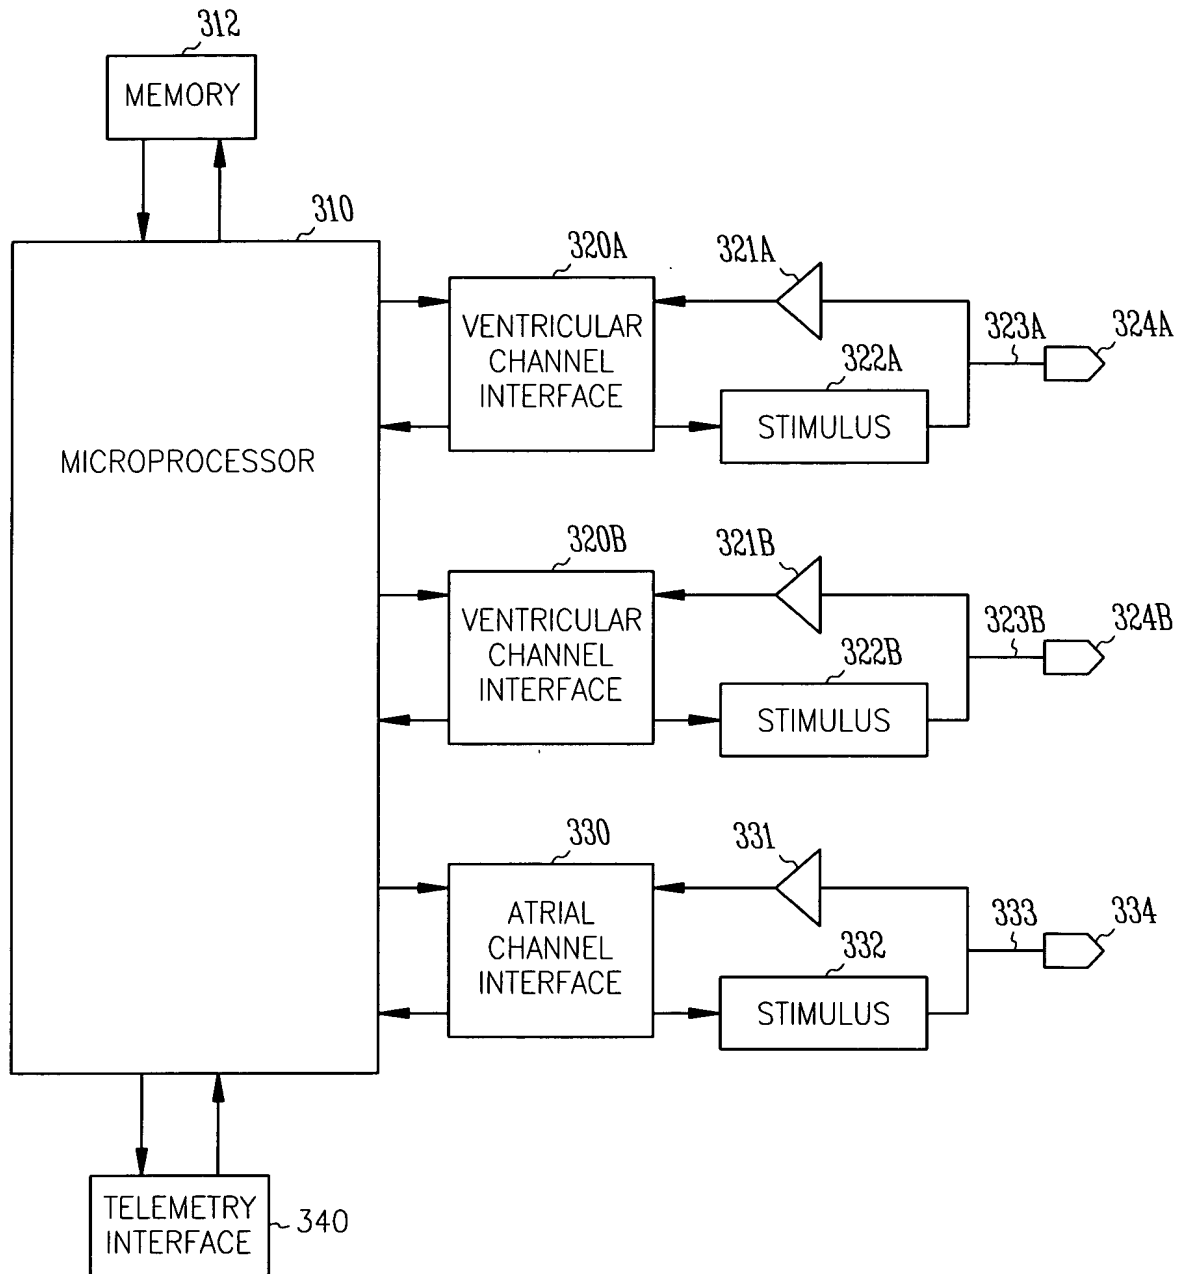 312
MEMORY
310
MICROPROCESSOR
320A
VENTRICULAR
CHANNEL
INTERFACE
321A
322A
STIMULUS
323A
324A
320B
VENTRICULAR
CHANNEL
INTERFACE
321B
322B
STIMULUS
323B
324B
330
ATRIAL
CHANNEL
INTERFACE
331
332
STIMULUS
333
334
TELEMETRY
INTERFACE
340